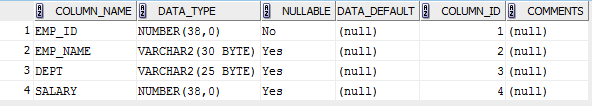 COLUMN_NAME DATA_TYPE NULLABLE DATA_DEFAULT COLUMN_ID COMMENTS
1 EMP_ID NUMBER(38,0) No (null) 1 (null)
2 EMP_NAME VARCHAR2(30 BYTE) Yes (null) 2 (null)
3 DEPT VARCHAR2(25 BYTE) Yes (null) 3 (null)
4 SALARY NUMBER(38,0) Yes (null) 4 (null)